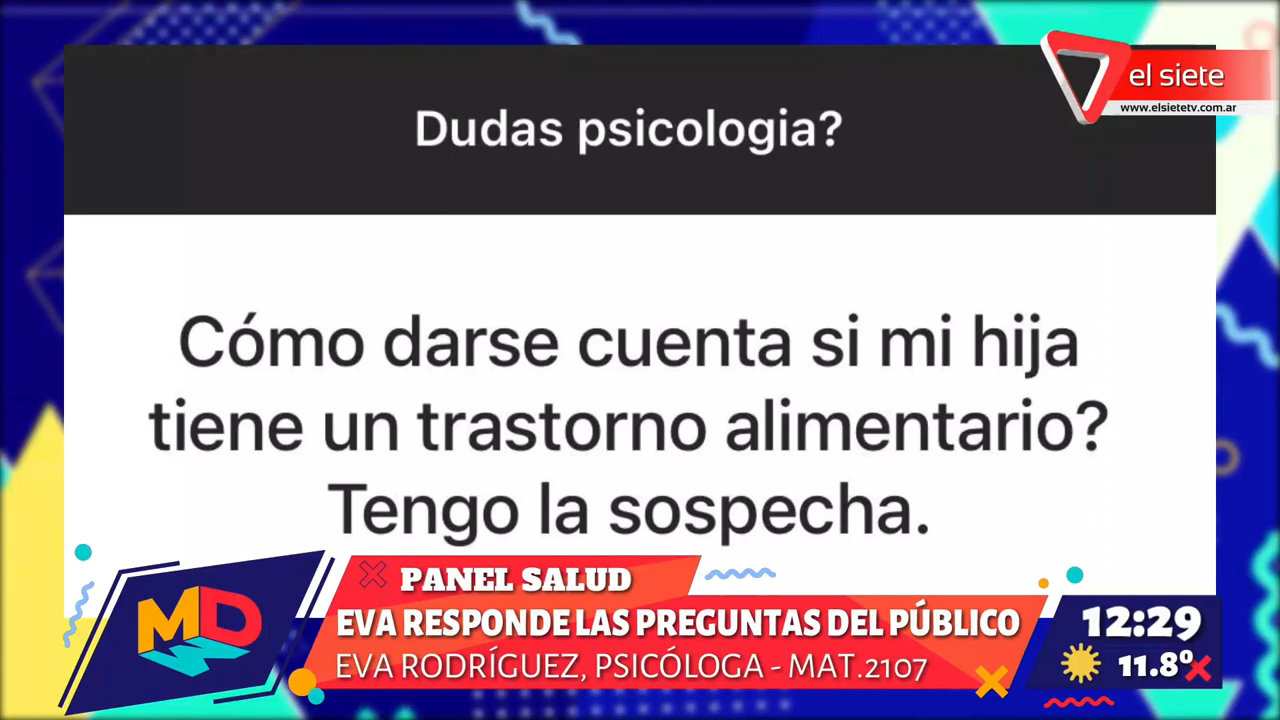 el siete
www.elsietetv.com.ar
Dudas psicologia?
Cómo darse cuenta si mi hija
tiene un trastorno alimentario?
Tengo la sospecha.
MD
PANEL SALUD
EVA RESPONDE LAS PREGUNTAS DEL PÚBLICO
EVA RODRÍGUEZ, PSICÓLOGA - MAT.2107
12:29
11.8º